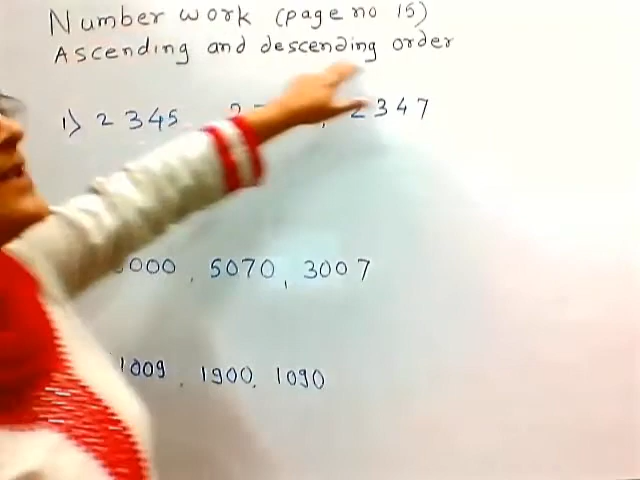 Number work (page no 15)
Ascending and descending order
1) 2345 , 2347
000 , 5070 , 3007
1009 , 1900 , 1090